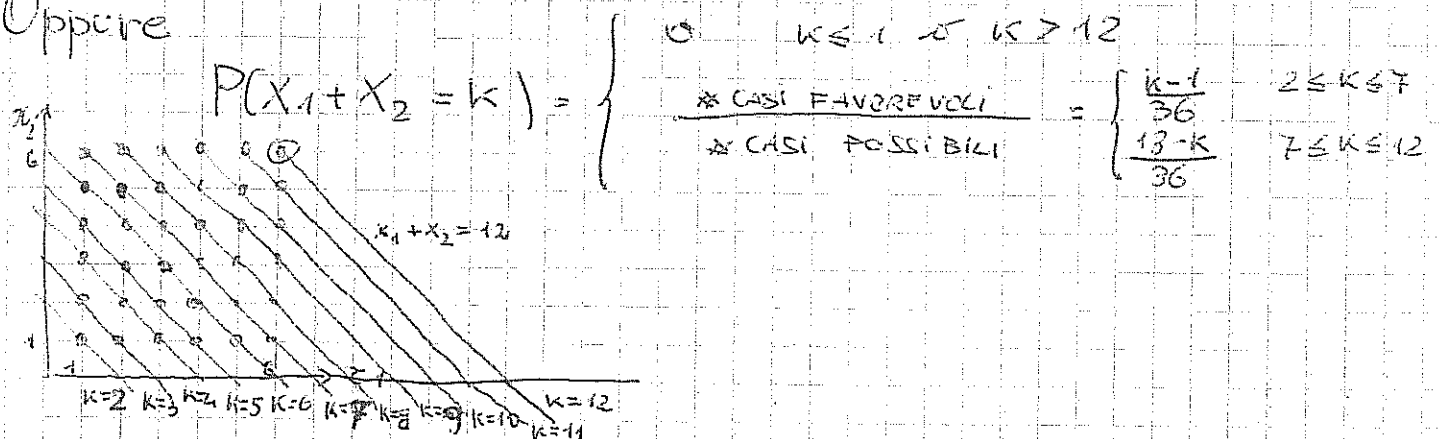 Oppure
P(X₁ + X₂ = k) = { 0 k ≤ 1 o k > 12
* CASI FAVOREVOLI / * CASI POSSIBILI = { k-1 / 36 2 ≤ k ≤ 7
13-k / 36 7 ≤ k ≤ 12
x₂
6
x₁ + x₂ = 12
1
1 6
k=2 k=3 k=4 k=5 k=6 k=7 k=8 k=9 k=10 k=11 k=12